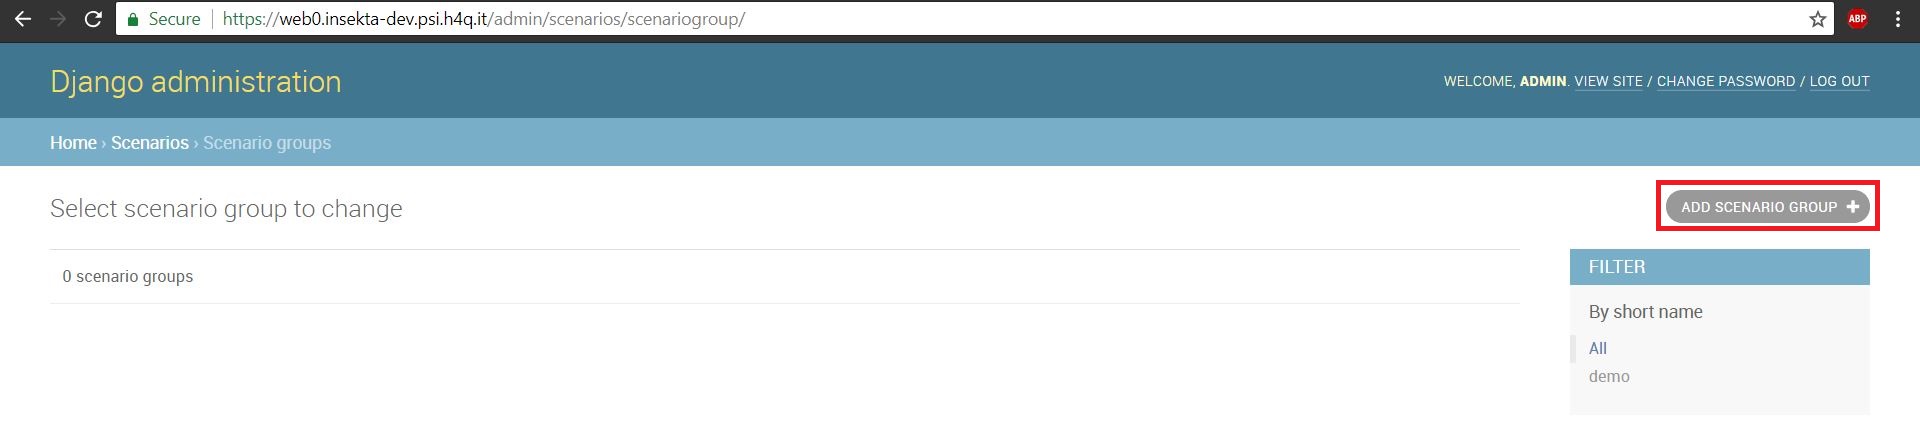 Secure https://web0.insekta-dev.psi.h4q.it/admin/scenarios/scenariogroup/ ABP
Django administration
WELCOME, ADMIN. VIEW SITE / CHANGE PASSWORD / LOG OUT
Home › Scenarios › Scenario groups
Select scenario group to change
ADD SCENARIO GROUP +
0 scenario groups
FILTER
By short name
All
demo